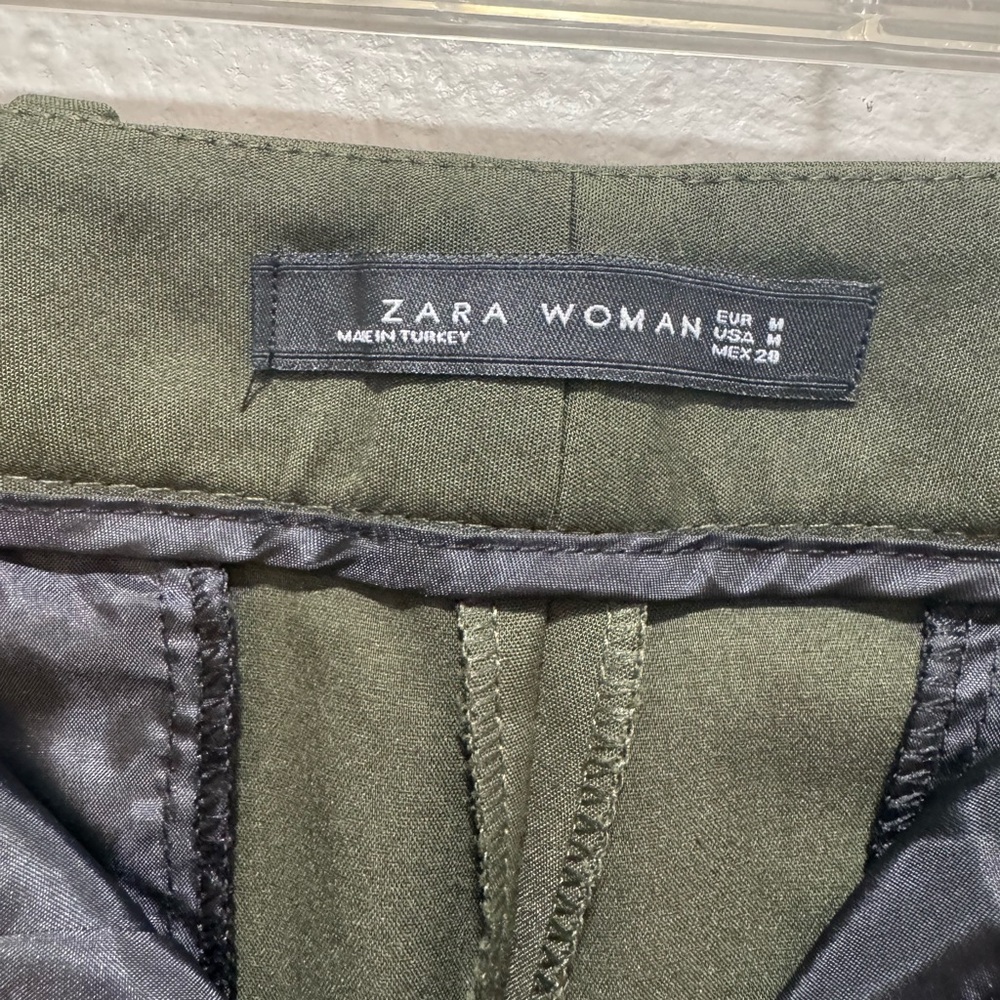 ZARA WOMAN
MAE IN TURKEY
EUR M
USA M
MEX 28